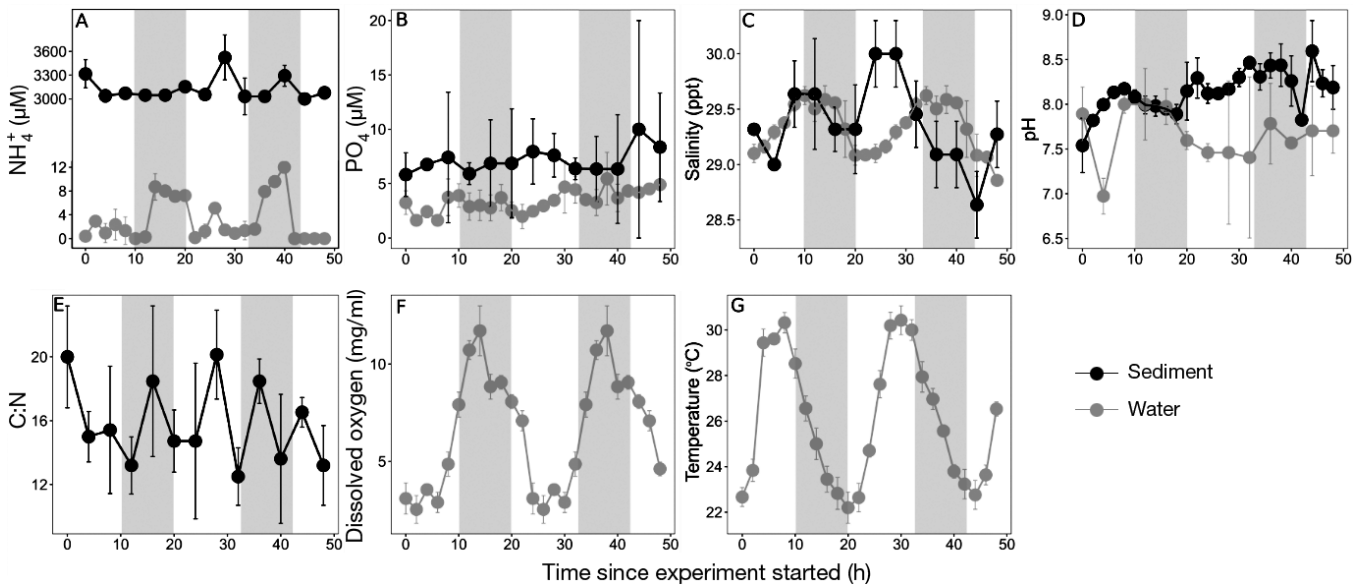 A
NH₄⁺ (µM)
3600
3300
3000
12
8
4
0
0 10 20 30 40 50
B
PO₄ (µM)
20
15
10
5
0
0 10 20 30 40 50
C
Salinity (ppt)
30.0
29.5
29.0
28.5
0 10 20 30 40 50
D
pH
9.0
8.5
8.0
7.5
7.0
6.5
0 10 20 30 40 50
E
C:N
20
16
12
0 10 20 30 40 50
F
Dissolved oxygen (mg/ml)
10
5
0 10 20 30 40 50
G
Temperature (°C)
30
28
26
24
22
0 10 20 30 40 50
Sediment
Water
Time since experiment started (h)